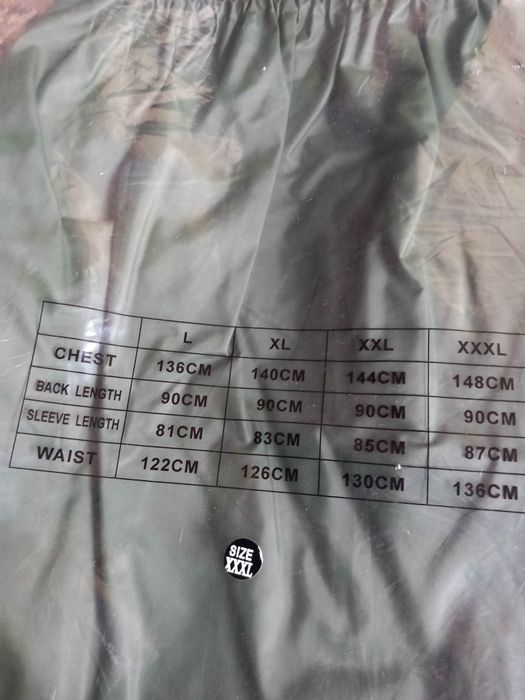 L XL XXL XXXL
CHEST 136CM 140CM 144CM 148CM
BACK LENGTH 90CM 90CM 90CM 90CM
SLEEVE LENGTH 81CM 83CM 85CM 87CM
WAIST 122CM 126CM 130CM 136CM
SIZE
XXXL